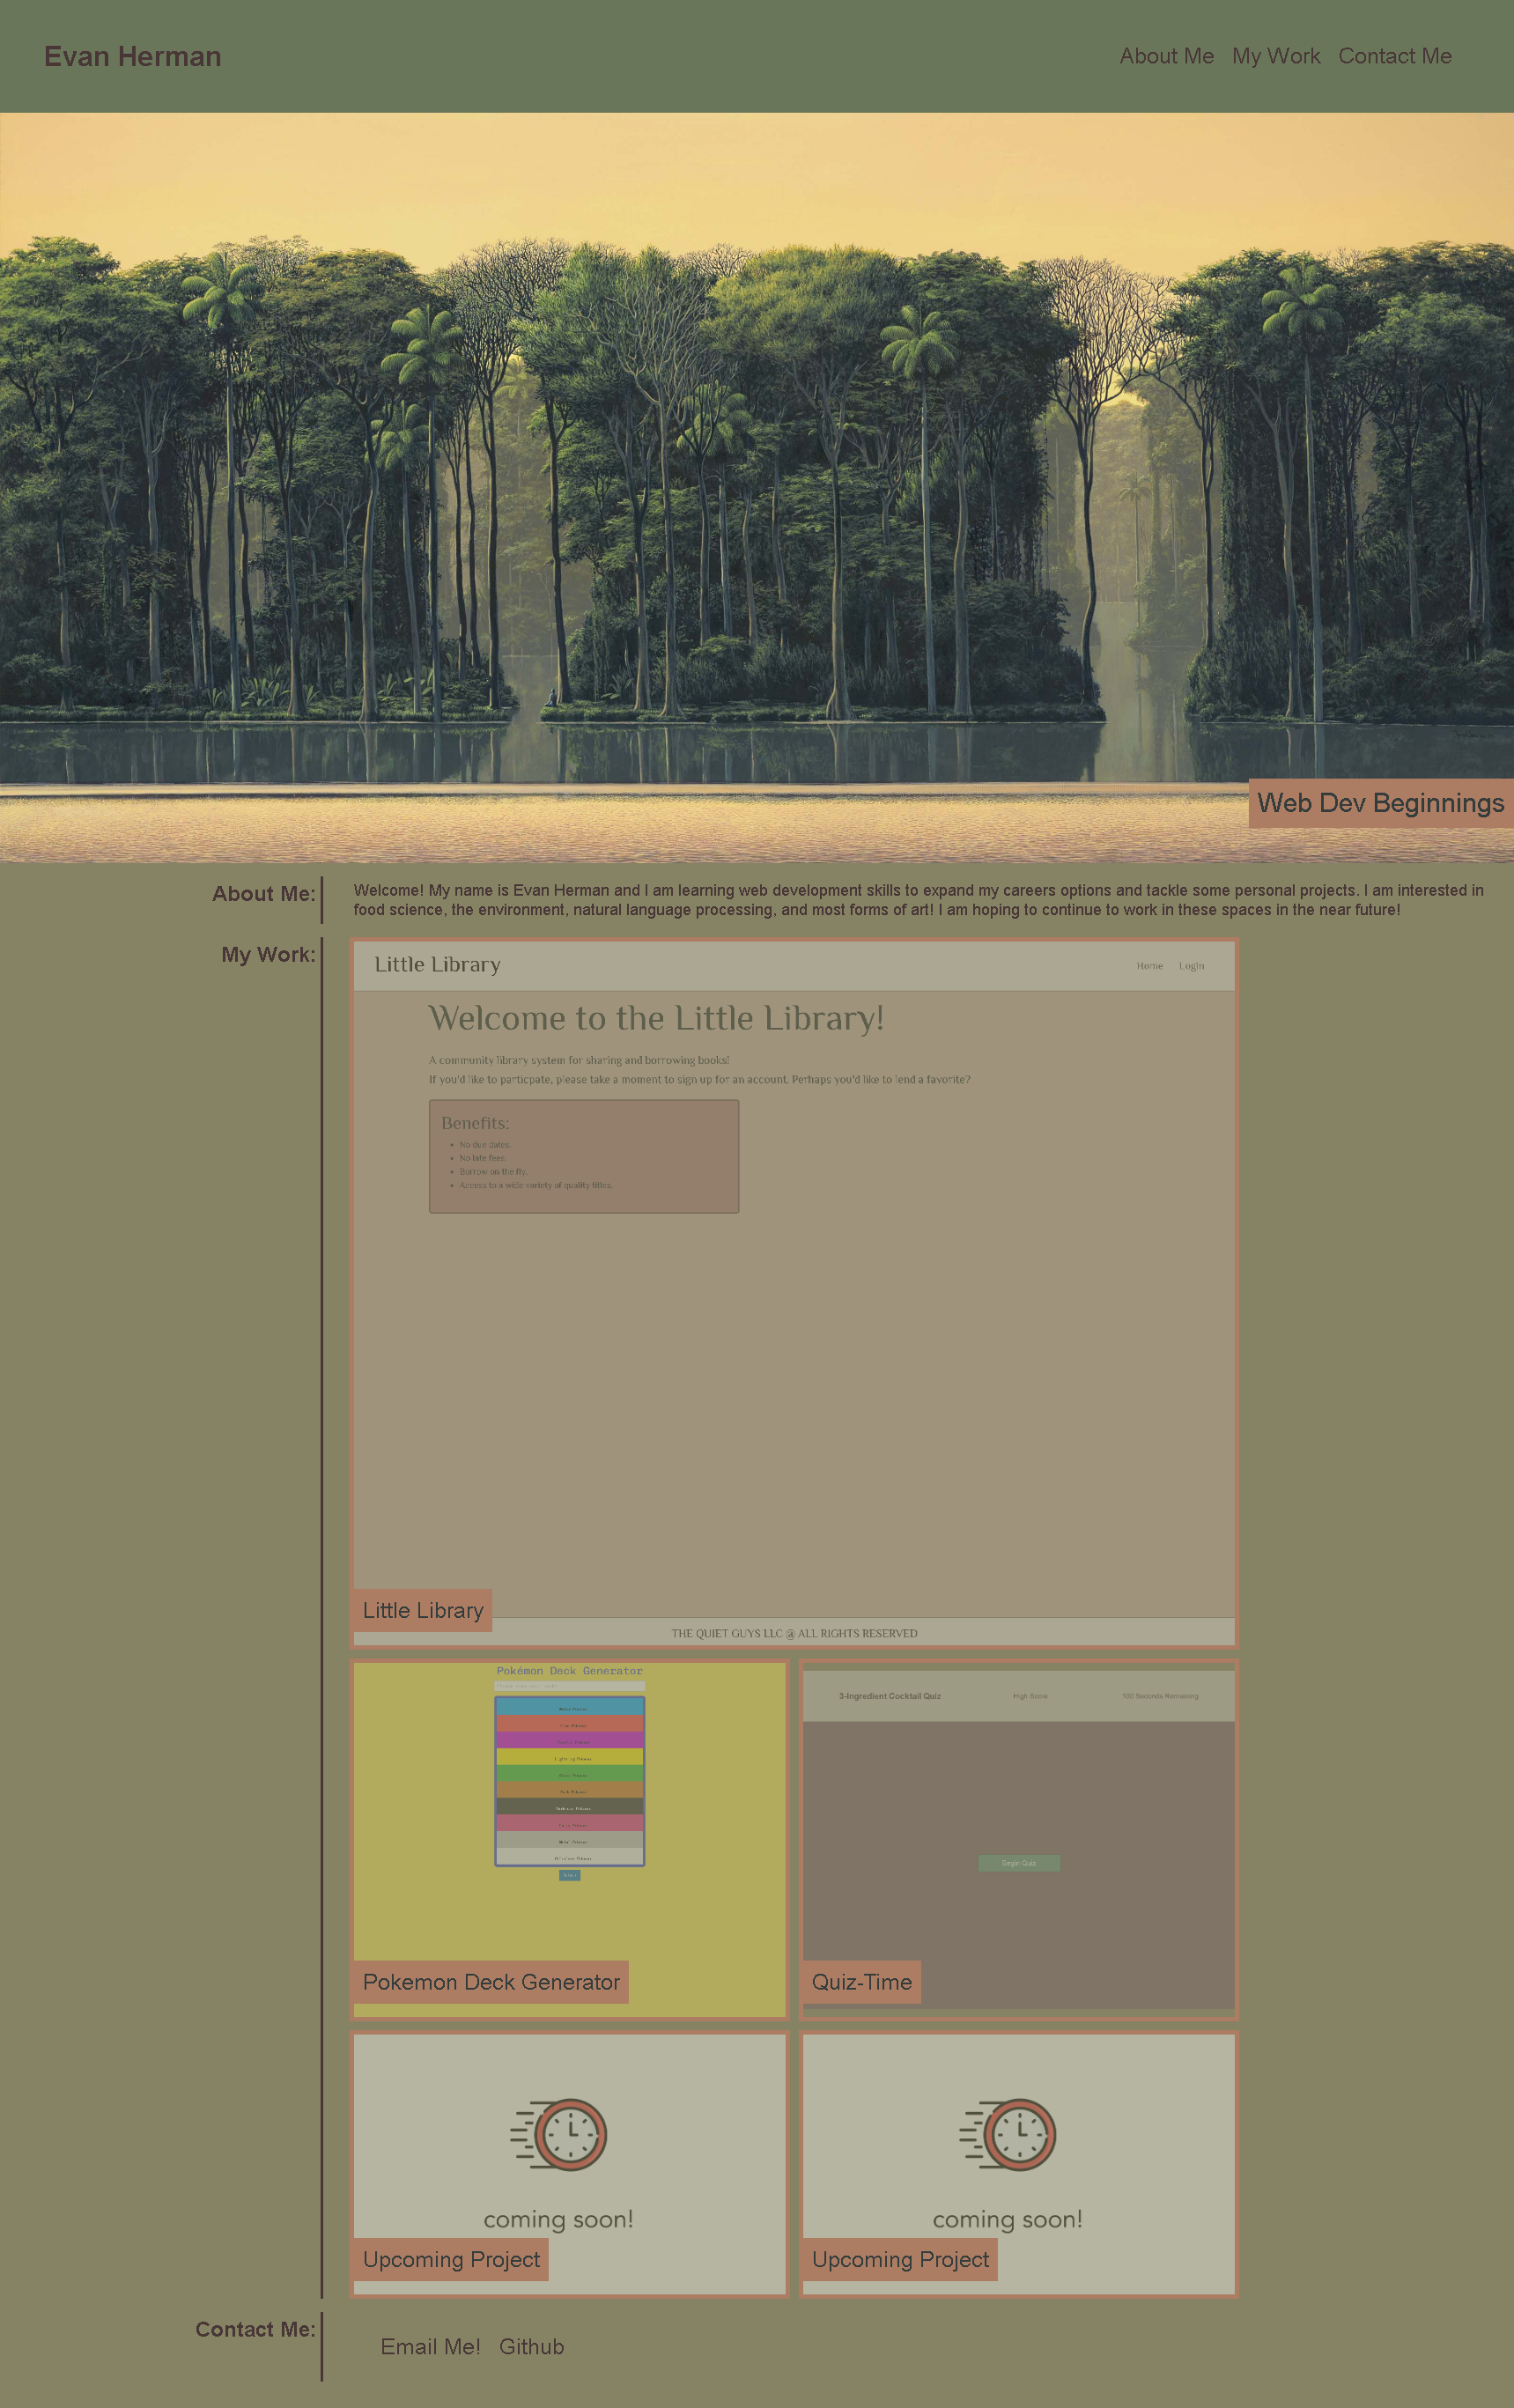 Evan Herman
About Me My Work Contact Me
Web Dev Beginnings
About Me:
Welcome! My name is Evan Herman and I am learning web development skills to expand my careers options and tackle some personal projects. I am interested in
food science, the environment, natural language processing, and most forms of art! I am hoping to continue to work in these spaces in the near future!
My Work:
Little Library
Home Login
Welcome to the Little Library!
A community library system for sharing and borrowing books!
If you'd like to particpate, please take a moment to sign up for an account. Perhaps you'd like to lend a favorite?
Benefits:
• No due dates.
• No late fees.
• Borrow on the fly.
• Access to a wide variety of quality titles.
Little Library
THE QUIET GUYS LLC @ ALL RIGHTS RESERVED
Pokémon Deck Generator
Pokemon Deck Generator
3-Ingredient Cocktail Quiz
High Score
100 Seconds Remaining
Begin Quiz
Quiz-Time
coming soon!
Upcoming Project
coming soon!
Upcoming Project
Contact Me:
Email Me! Github